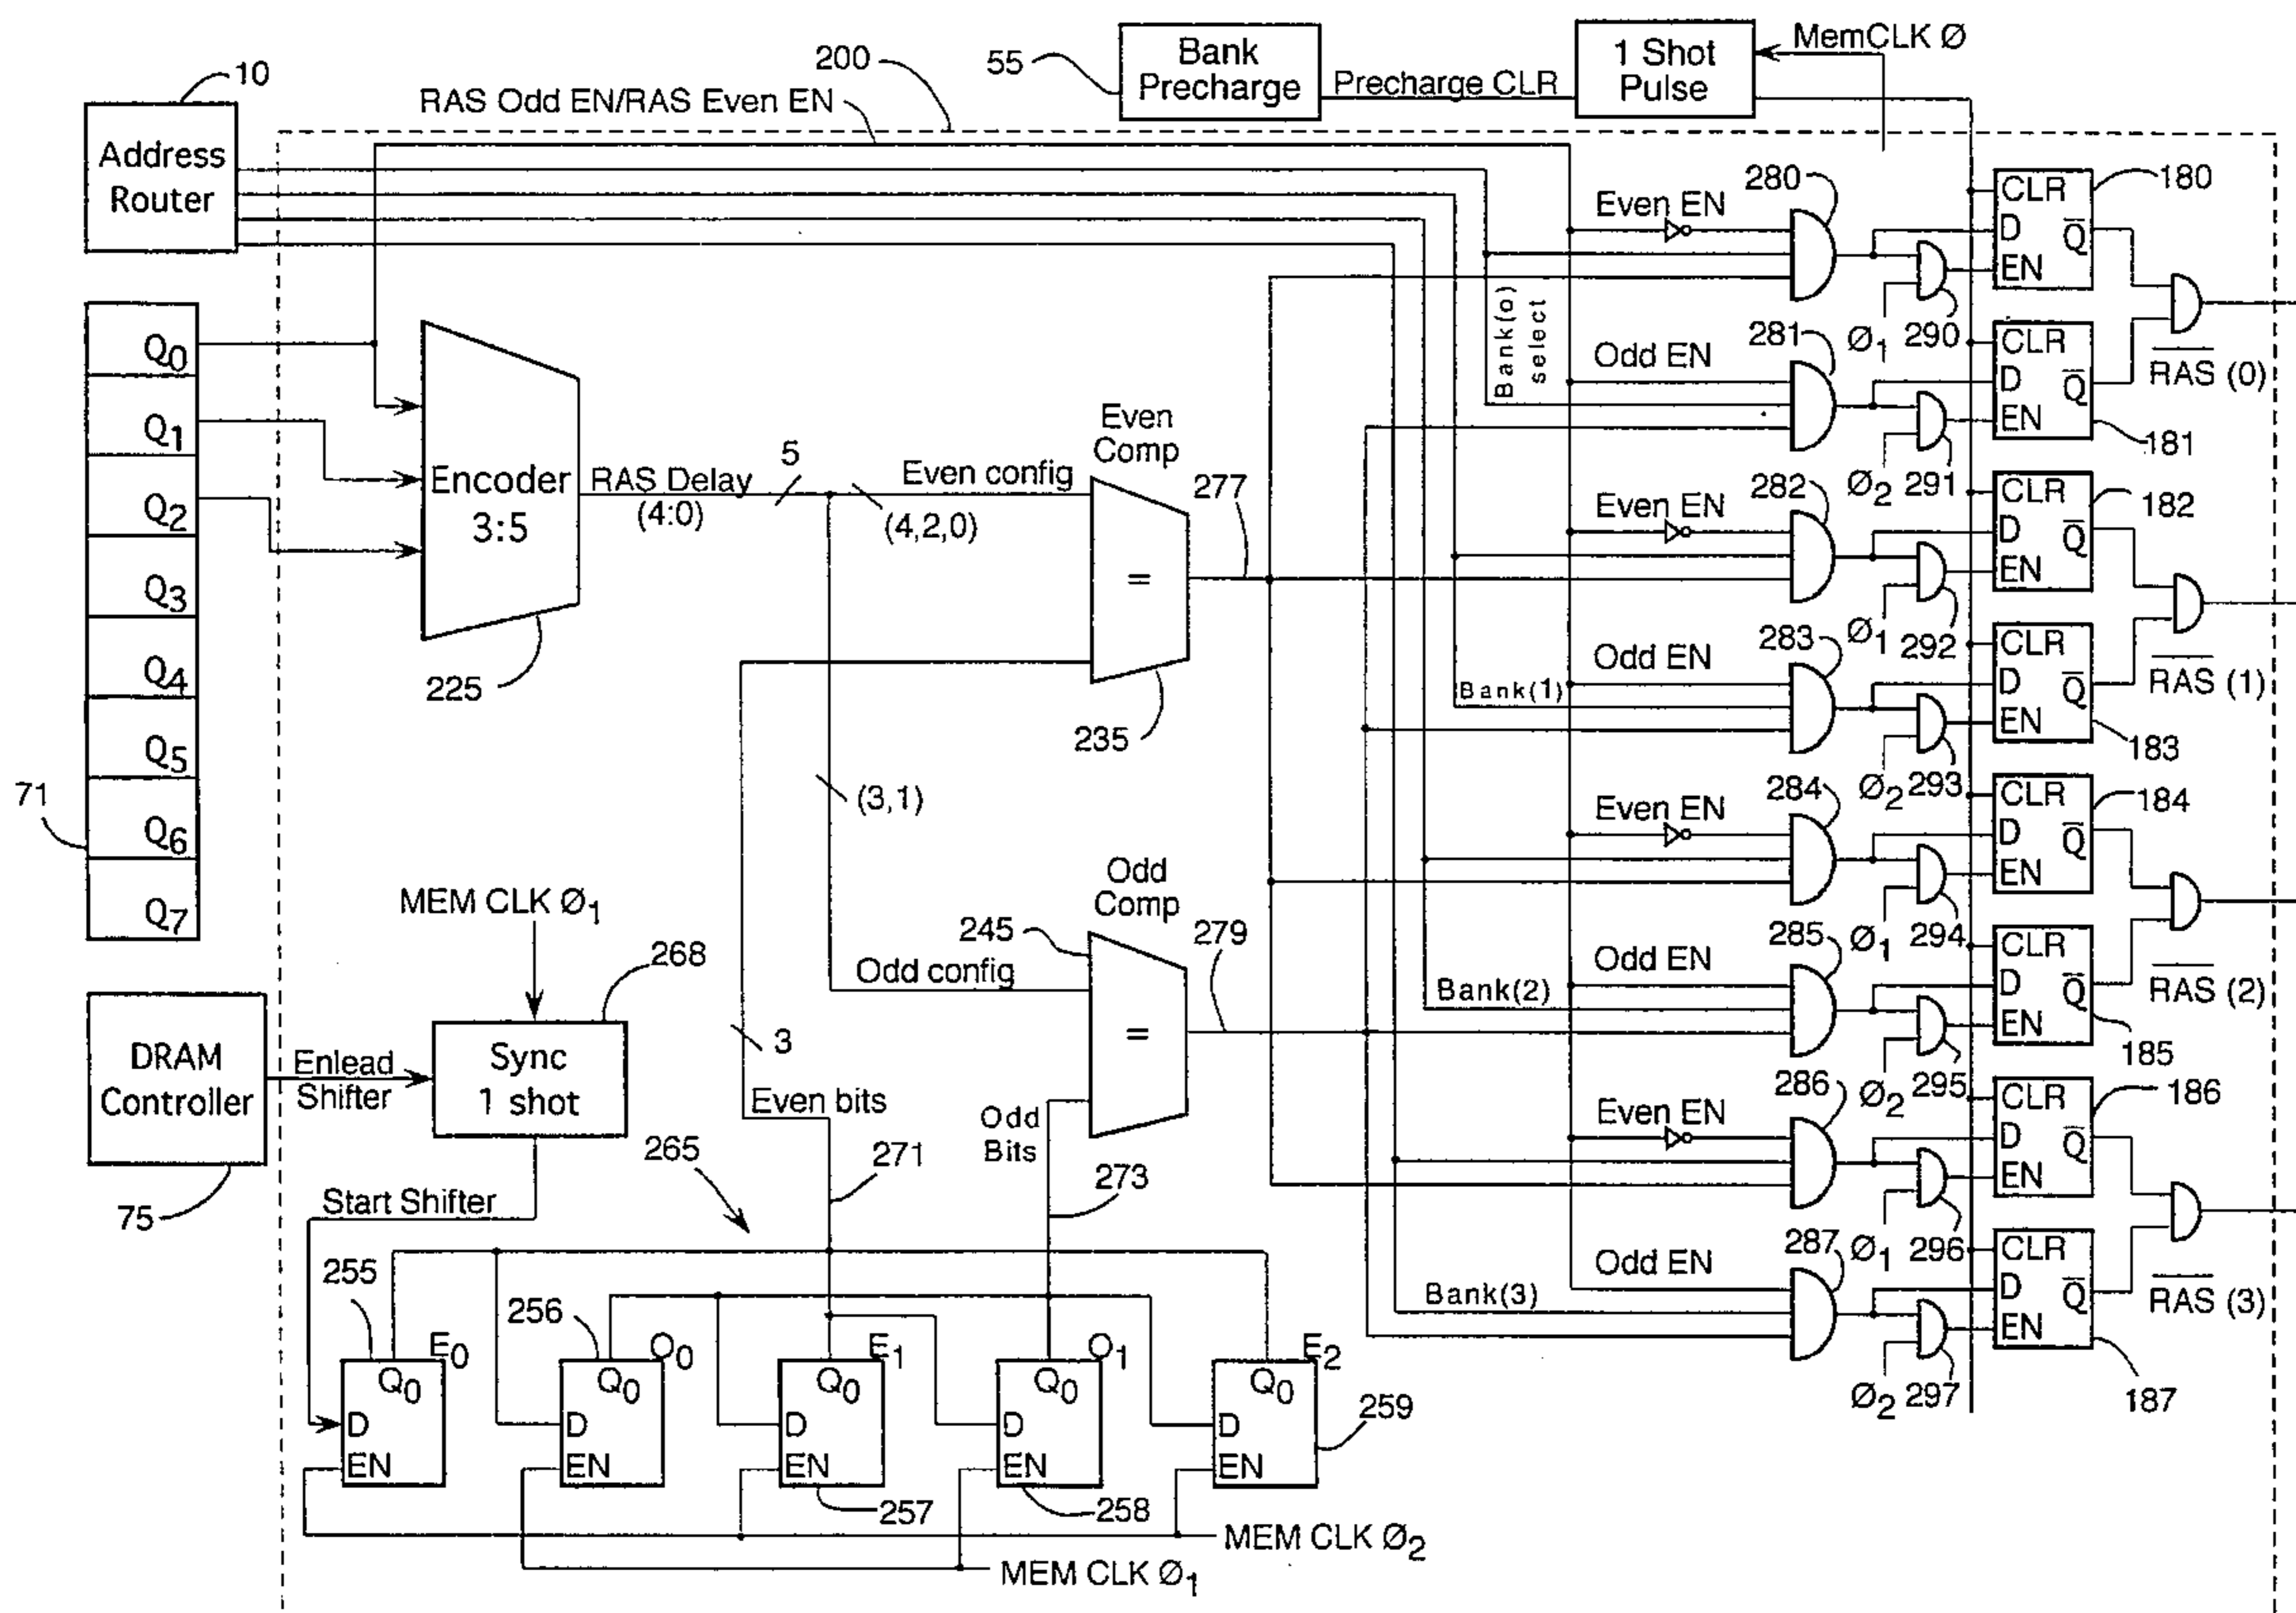 10
Address
Router
200
RAS Odd EN/RAS Even EN
55
Bank
Precharge
Precharge CLR
1 Shot
Pulse
MemCLK Ø
71
Q0
Q1
Q2
Q3
Q4
Q5
Q6
Q7
Encoder
3:5
225
RAS Delay
(4:0)
5
Even config
(4,2,0)
Even
Comp
=
235
277
(3,1)
Odd config
Odd
Comp
245
=
279
DRAM
Controller
75
Enlead
Shifter
MEM CLK Ø1
268
Sync
1 shot
Start Shifter
3
Even bits
265
271
Odd
Bits
273
255
E0
Q0
D
EN
256
O0
Q0
D
EN
E1
Q0
D
EN
257
O1
Q0
D
EN
258
E2
Q0
D
EN
259
MEM CLK Ø2
MEM CLK Ø1
Bank(o)
select
Bank(1)
Bank(2)
Bank(3)
Even EN
280
Ø1
290
CLR
D
Q̅
EN
180
Odd EN
281
Ø2
291
CLR
D
Q̅
EN
181
R̅A̅S̅ (0)
Even EN
282
Ø1
292
CLR
D
Q̅
EN
182
Odd EN
283
Ø2
293
CLR
D
Q̅
EN
183
R̅A̅S̅ (1)
Even EN
284
Ø1
294
CLR
D
Q̅
EN
184
Odd EN
285
Ø2
295
CLR
D
Q̅
EN
185
R̅A̅S̅ (2)
Even EN
286
Ø1
296
CLR
D
Q̅
EN
186
Odd EN
287
Ø2
297
CLR
D
Q̅
EN
187
R̅A̅S̅ (3)